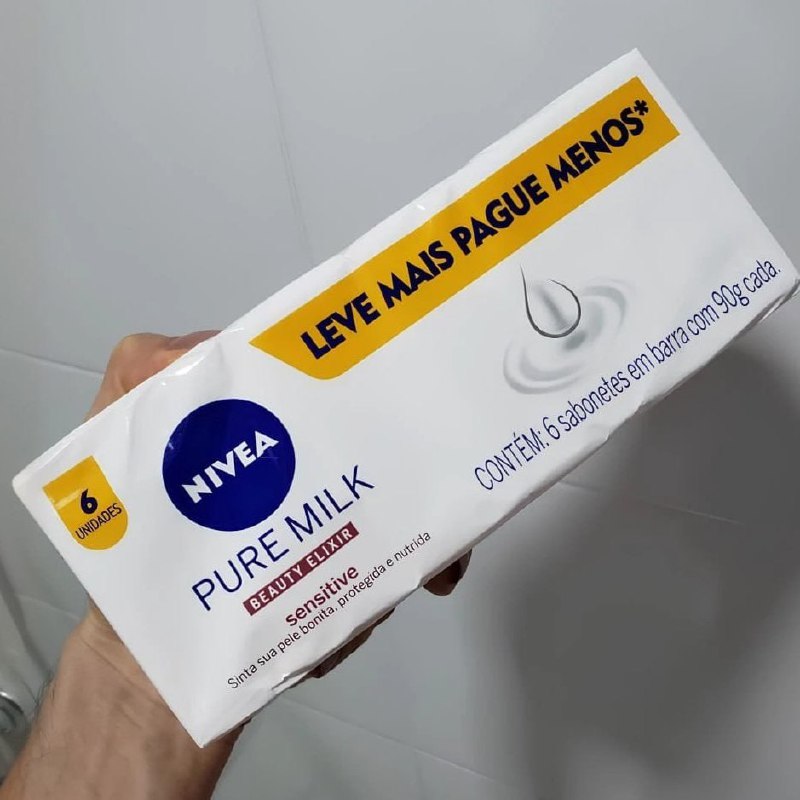 LEVE MAIS PAGUE MENOS*
6
UNIDADES
NIVEA
PURE MILK
BEAUTY ELIXIR
sensitive
Sinta sua pele bonita, protegida e nutrida
CONTÉM: 6 sabonetes em barra com 90g cada.